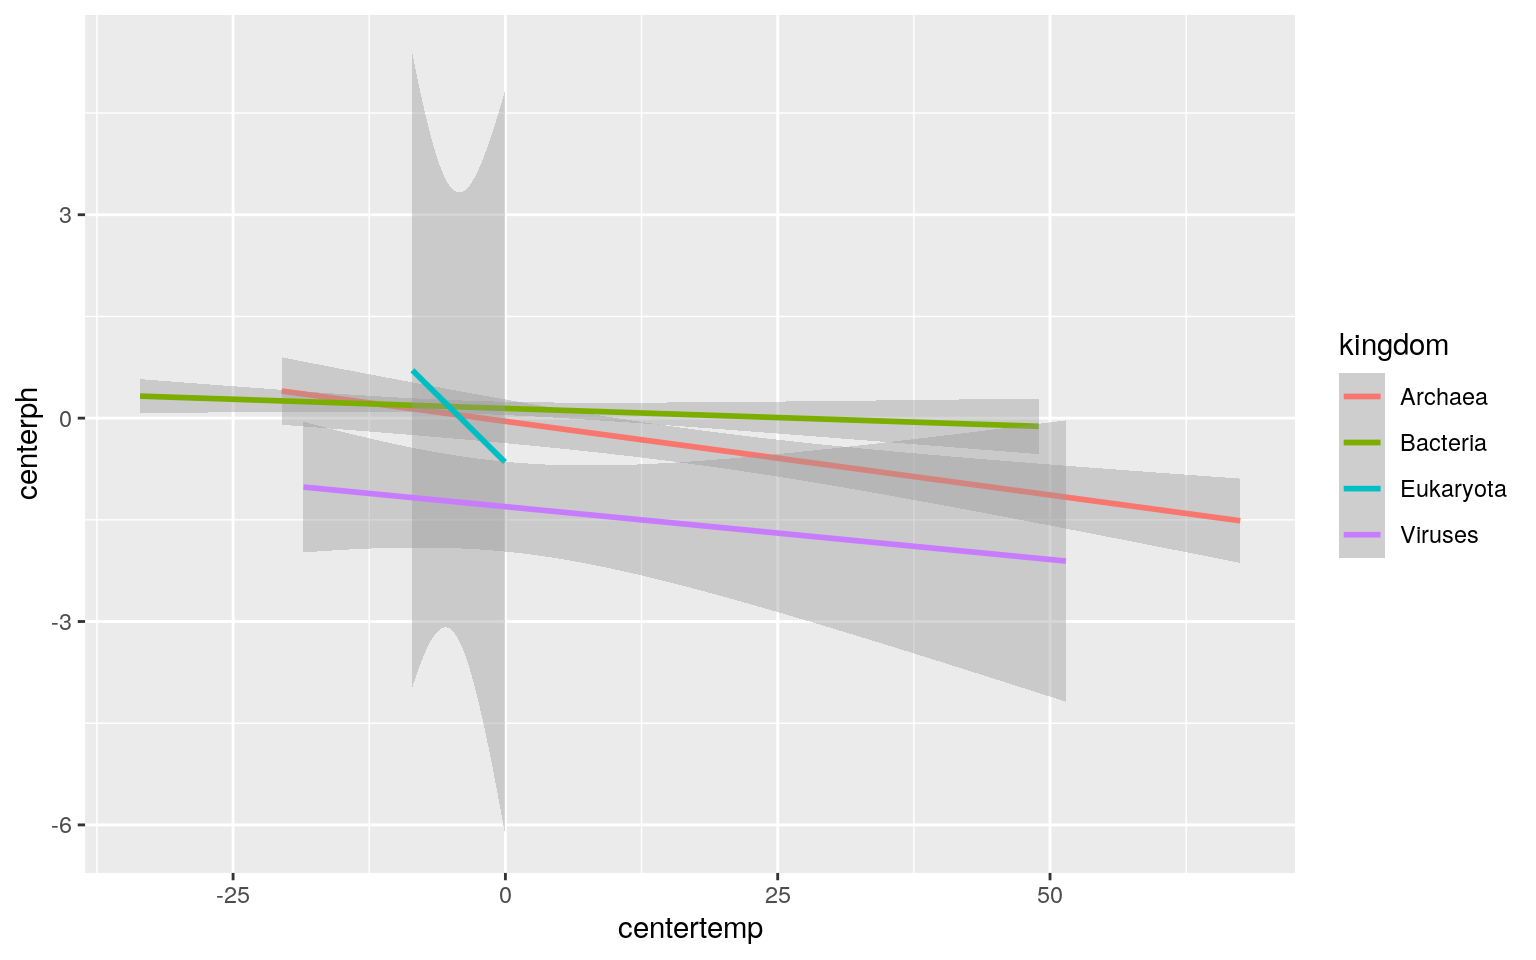 3
0
-3
-6
-25 0 25 50
centertemp
centerph
kingdom
Archaea
Bacteria
Eukaryota
Viruses